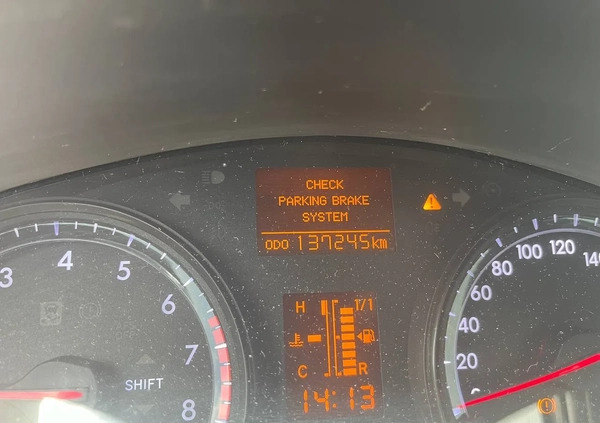 CHECK
PARKING BRAKE
SYSTEM
ODO 137245km
3 4 5 6 7 8
SHIFT
H 1/1
C R
14:13
20 40 60 80 100 120 140